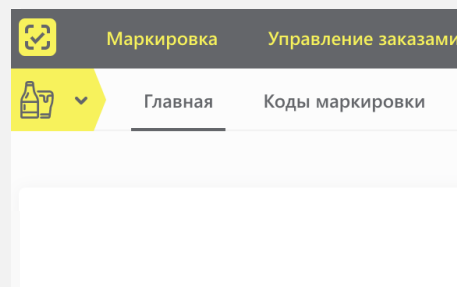 Маркировка Управление заказами
Главная Коды маркировки